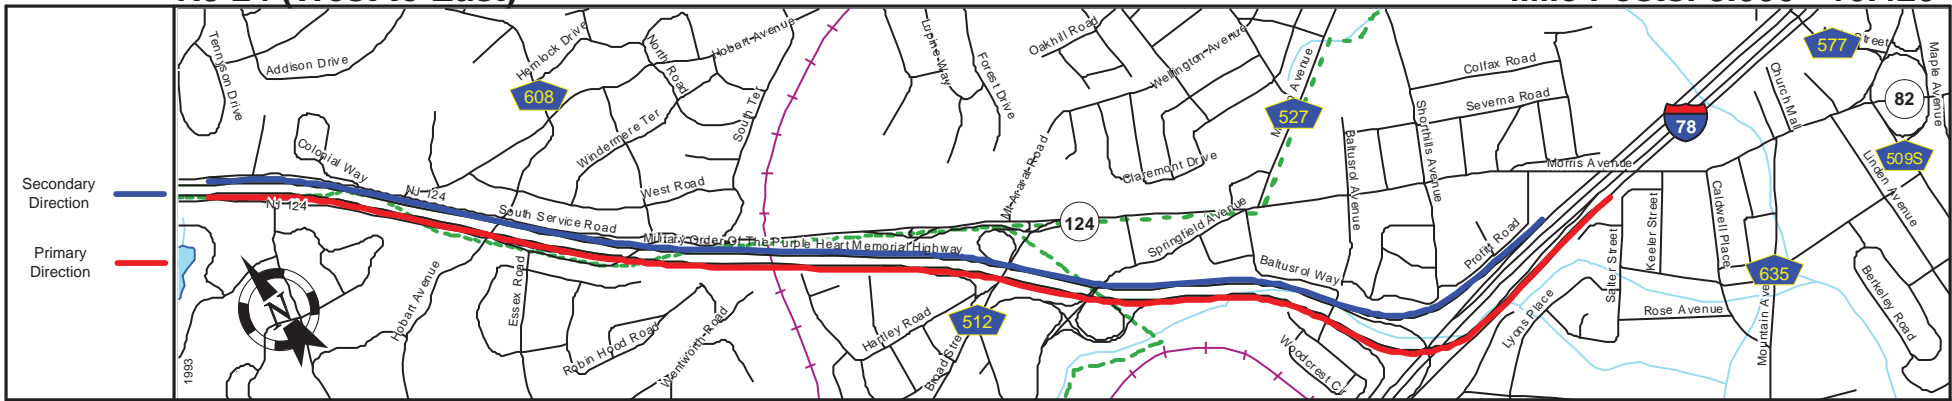 Secondary
Direction
Primary
Direction
1993
Tennyson Drive
Addison Drive
Hemlock Drive
608
North Road
Hobart Avenue
Windermere Ter
South Ter
Colonial Way
NJ 124
NJ 124
West Road
South Service Road
Military Order Of The Purple Heart Memorial Highway
Hobart Avenue
Essex Road
Robin Hood Road
Wentworth Road
Hartley Road
512
N
Lupine Way
Forest Drive
Oakhill Road
Wellington Avenue
Mt Ararat Road
Claremont Drive
124
527
Avenue
Springfield Avenue
Baltusrol Way
Baltusrol Avenue
Shorthills Avenue
Colfax Road
Severna Road
Morris Avenue
78
Profitt Road
Lyons Place
Woodcrest Cr
Salter Street
Keeler Street
Rose Avenue
Caldwell Place
635
Mountain Ave
Church Mall
577
Street
82
Maple Avenue
509S
Linden Avenue
Berkeley Road